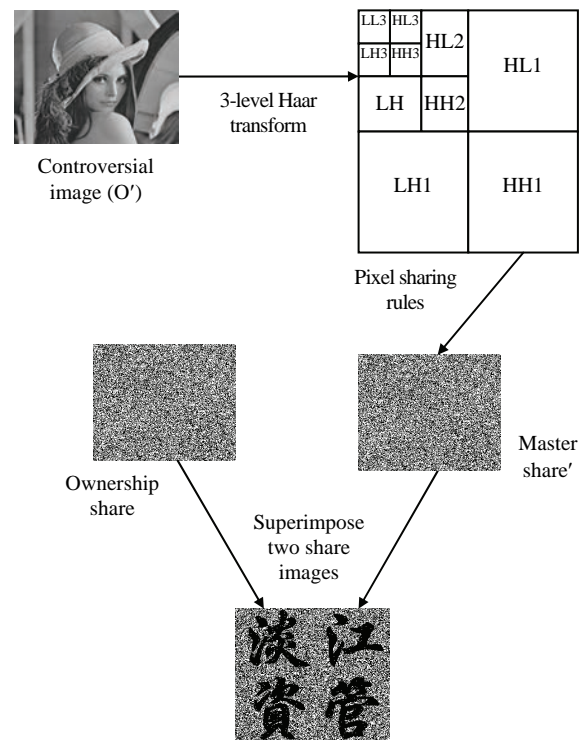 LL3 HL3
LH3 HH3
HL2
HL1
LH HH2
LH1
HH1
3-level Haar
transform
Controversial
image (O′)
Pixel sharing
rules
Ownership
share
Master
share′
Superimpose
two share
images
淡江
資管